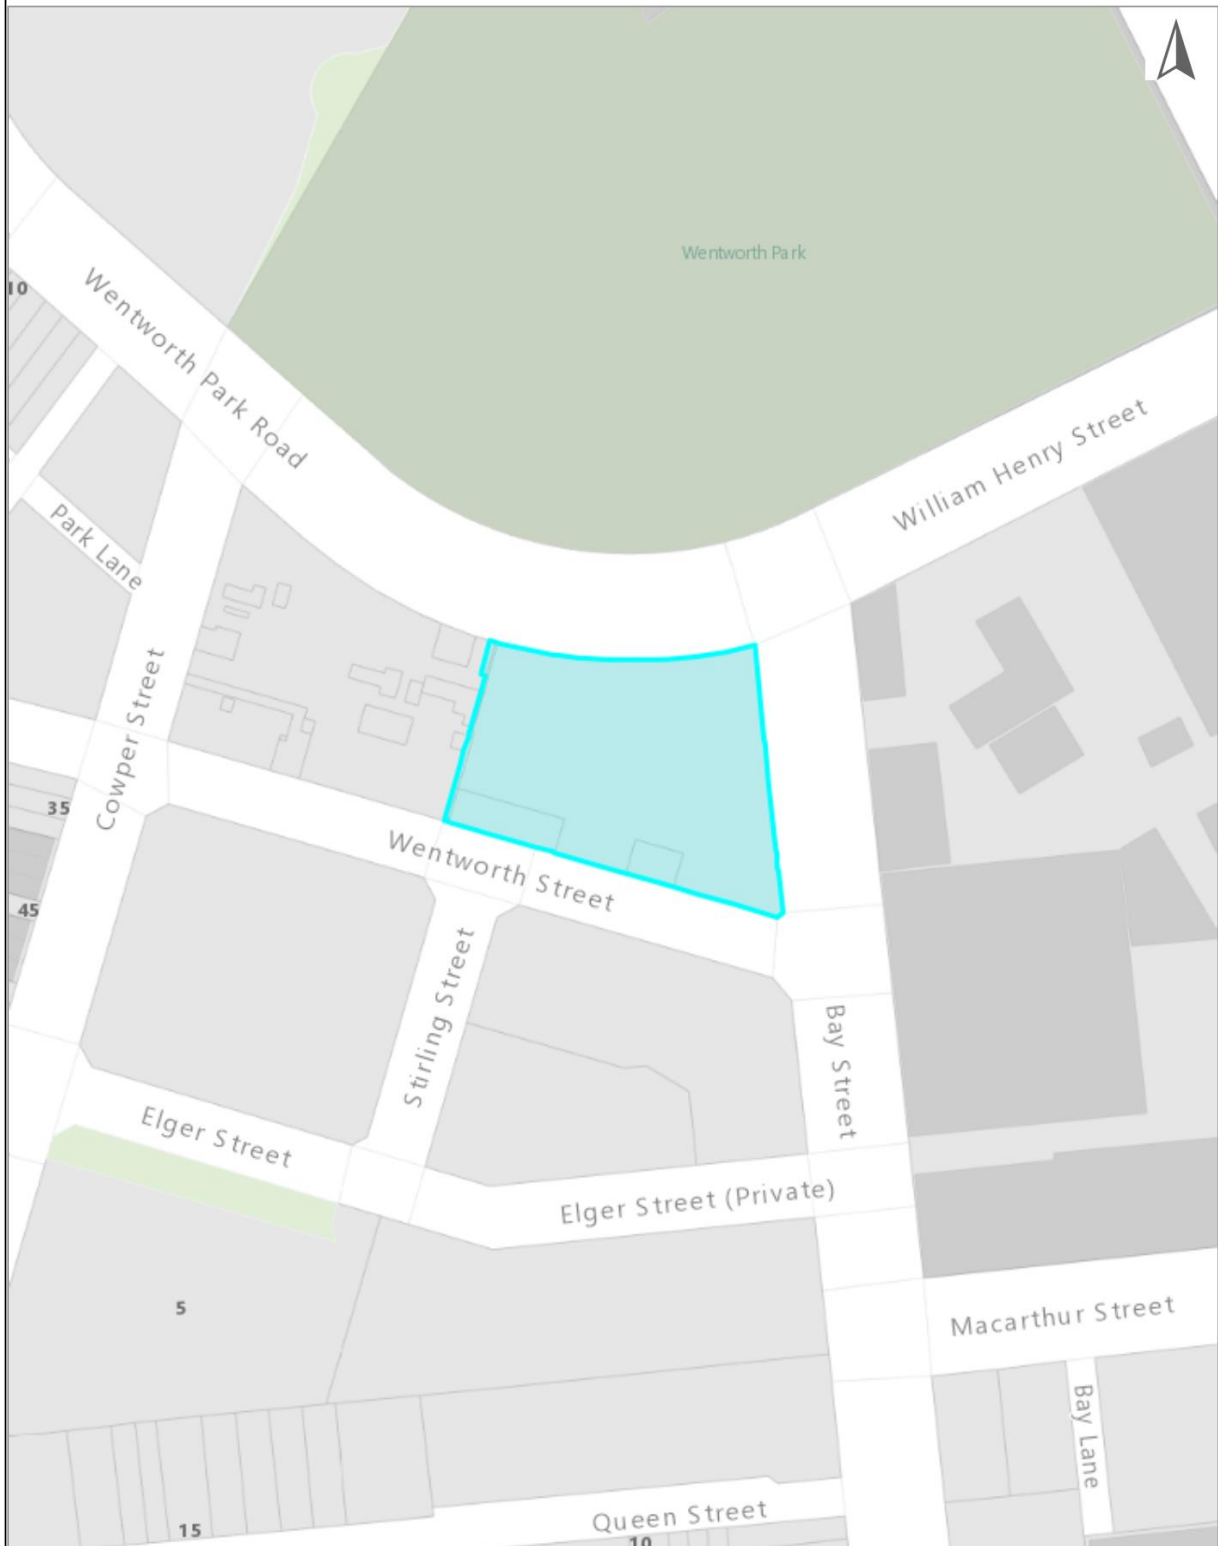 Wentworth Park
10
Wentworth Park Road
William Henry Street
Park Lane
Cowper Street
35
Wentworth Street
45
Stirling Street
Bay Street
Elger Street
Elger Street (Private)
5
Macarthur Street
Bay Lane
Queen Street
15
10